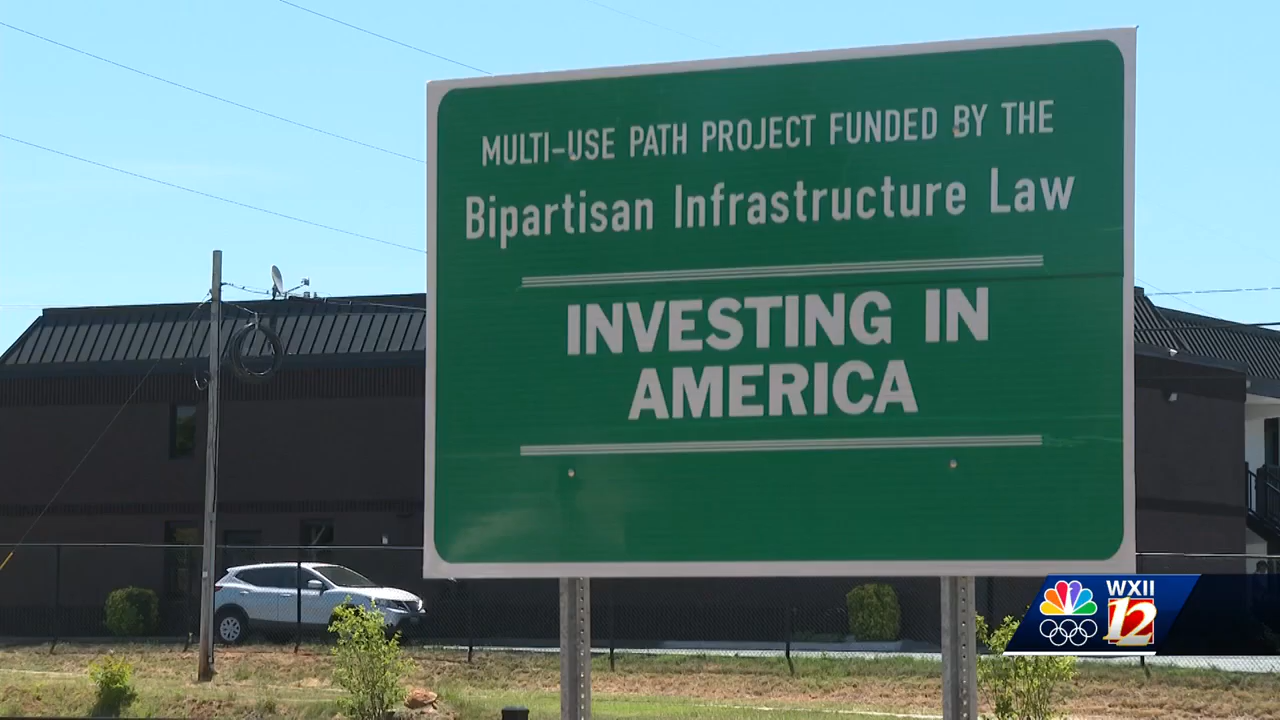 MULTI-USE PATH PROJECT FUNDED BY THE
Bipartisan Infrastructure Law
INVESTING IN
AMERICA
WXII
12